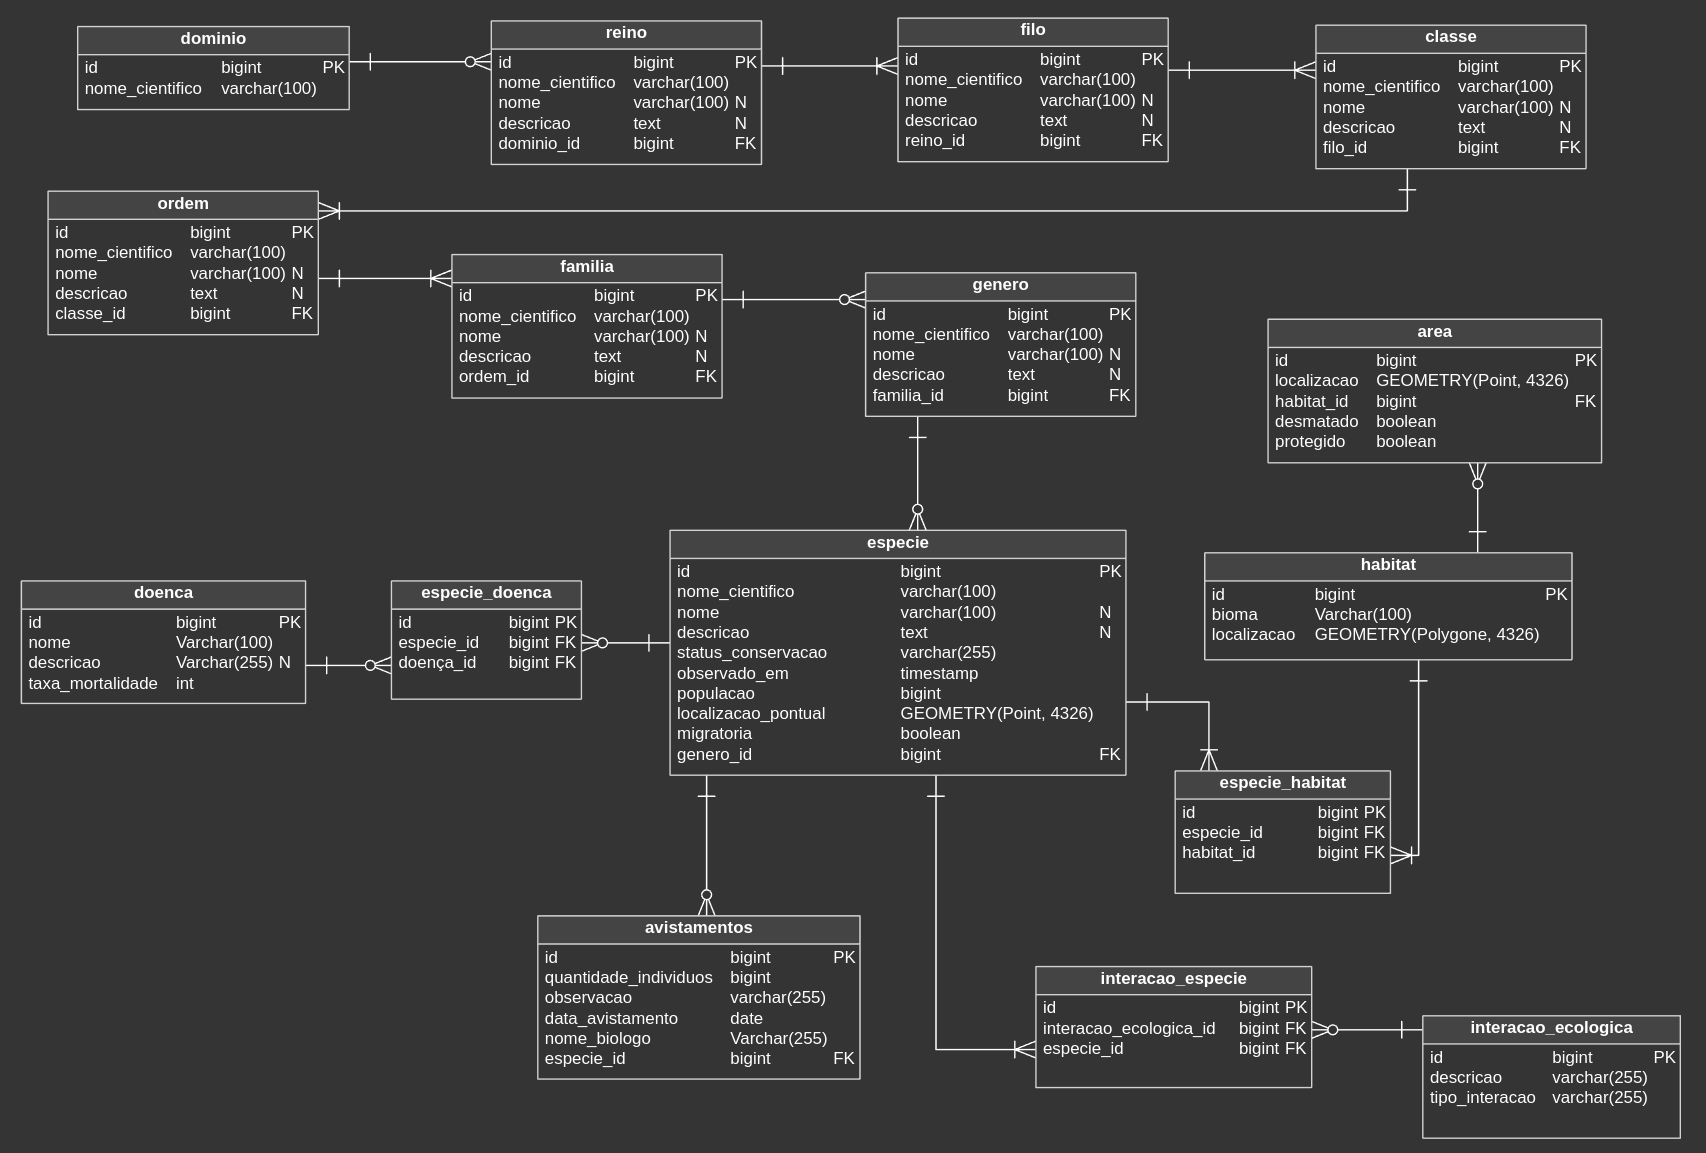 dominio
id bigint PK
nome_cientifico varchar(100)
reino
id bigint PK
nome_cientifico varchar(100)
nome varchar(100) N
descricao text N
dominio_id bigint FK
filo
id bigint PK
nome_cientifico varchar(100)
nome varchar(100) N
descricao text N
reino_id bigint FK
classe
id bigint PK
nome_cientifico varchar(100)
nome varchar(100) N
descricao text N
filo_id bigint FK
ordem
id bigint PK
nome_cientifico varchar(100)
nome varchar(100) N
descricao text N
classe_id bigint FK
familia
id bigint PK
nome_cientifico varchar(100)
nome varchar(100) N
descricao text N
ordem_id bigint FK
genero
id bigint PK
nome_cientifico varchar(100)
nome varchar(100) N
descricao text N
familia_id bigint FK
area
id bigint PK
localizacao GEOMETRY(Point, 4326)
habitat_id bigint FK
desmatado boolean
protegido boolean
doenca
id bigint PK
nome Varchar(100)
descricao Varchar(255) N
taxa_mortalidade int
especie_doenca
id bigint PK
especie_id bigint FK
doença_id bigint FK
especie
id bigint PK
nome_cientifico varchar(100)
nome varchar(100) N
descricao text N
status_conservacao varchar(255)
observado_em timestamp
populacao bigint
localizacao_pontual GEOMETRY(Point, 4326)
migratoria boolean
genero_id bigint FK
habitat
id bigint PK
bioma Varchar(100)
localizacao GEOMETRY(Polygone, 4326)
especie_habitat
id bigint PK
especie_id bigint FK
habitat_id bigint FK
avistamentos
id bigint PK
quantidade_individuos bigint
observacao varchar(255)
data_avistamento date
nome_biologo Varchar(255)
especie_id bigint FK
interacao_especie
id bigint PK
interacao_ecologica_id bigint FK
especie_id bigint FK
interacao_ecologica
id bigint PK
descricao varchar(255)
tipo_interacao varchar(255)